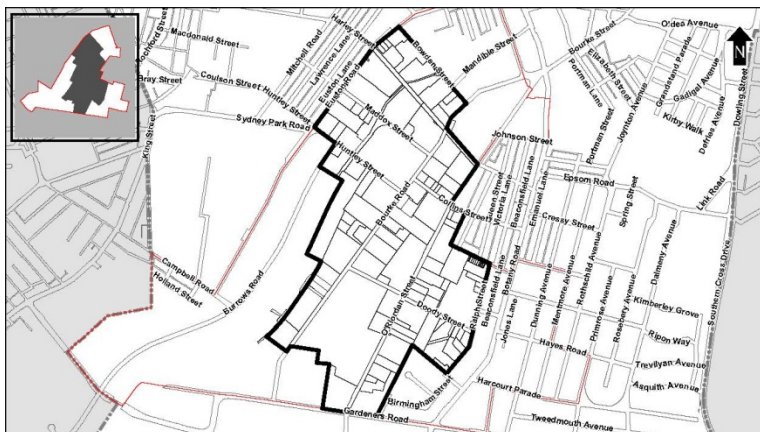 Rochford Street
Macdonald Street
Bray Street
Coulson Street
Mitchell Road
Lawrence Lane
Harley Street
Euston Lane
Euston Road
Huntley Street
Sydney Park Road
King Street
Bowden Street
Mandible Street
Bourke Street
O'dea Avenue
Elizabeth Street
Portman Lane
Grandstand Parade
Gadigal Avenue
Kirby Walk
Defries Avenue
Dowling Street
N
Maddox Street
Huntley Street
Bourke Road
Johnson Street
Portman Street
Joynton Avenue
Epsom Road
Link Road
Collins Street
Queen Street
Victoria Lane
Beaconsfield Lane
Emanuel Lane
Cressy Street
Spring Street
Dalmeny Avenue
Southern Cross Drive
Campbell Road
Holland Street
Burrows Road
Botany Road
Beaconsfield Lane
Ralph Street
Doody Street
O'Riordan Street
Jones Lane
Dunning Avenue
Mentmore Avenue
Rothschild Avenue
Primrose Avenue
Rosebery Avenue
Kimberley Grove
Ripon Way
Hayes Road
Trevilyan Avenue
Asquith Avenue
Harcourt Parade
Birmingham Street
Gardeners Road
Tweedmouth Avenue